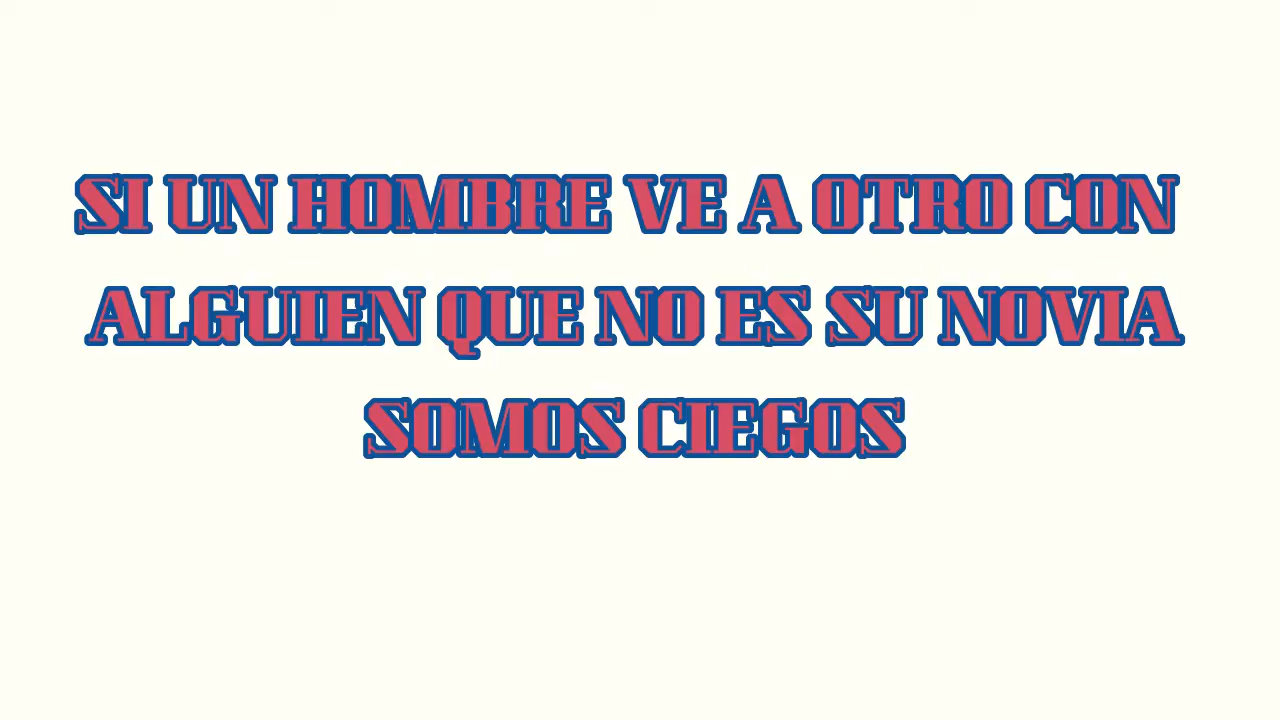 SI UN HOMBRE VE A OTRO CON
ALGUIEN QUE NO ES SU NOVIA
SOMOS CIEGOS